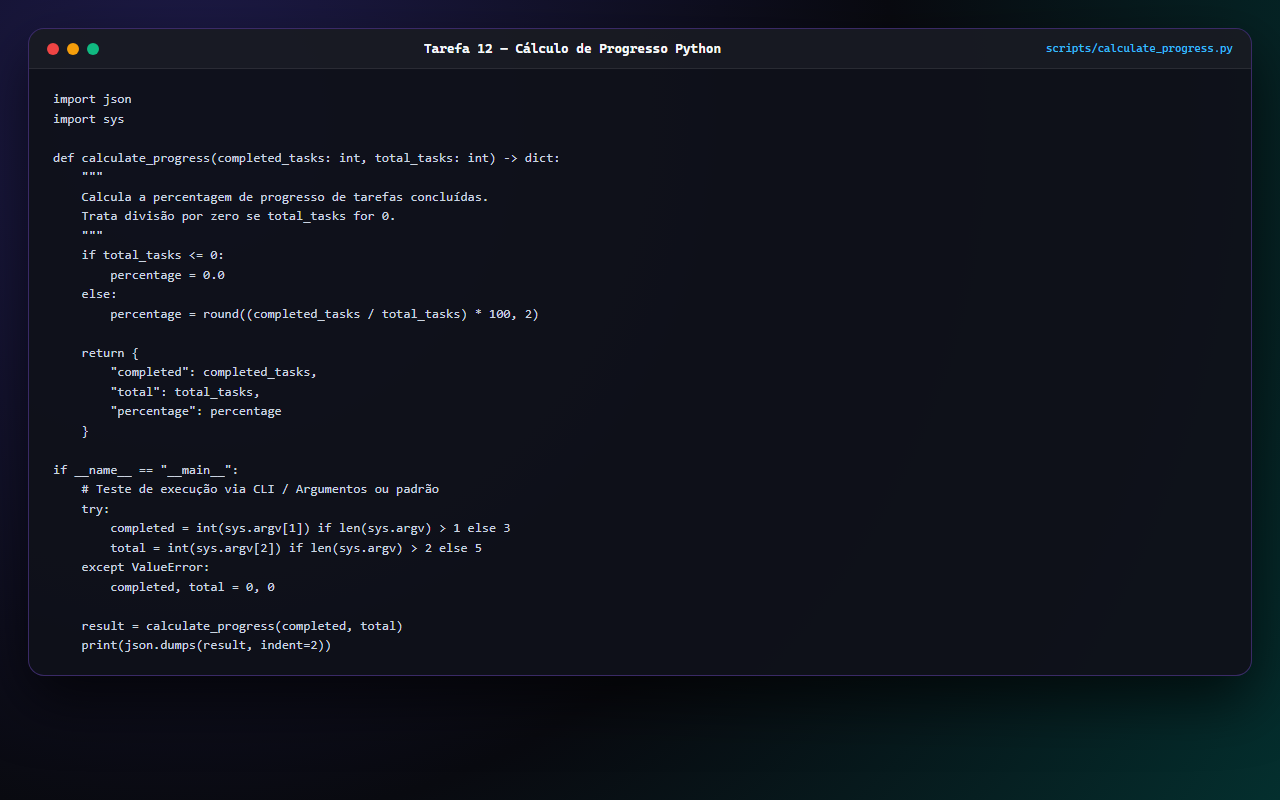 Tarefa 12 — Cálculo de Progresso Python
scripts/calculate_progress.py
import json
import sys

def calculate_progress(completed_tasks: int, total_tasks: int) -> dict:
    """
    Calcula a percentagem de progresso de tarefas concluídas.
    Trata divisão por zero se total_tasks for 0.
    """
    if total_tasks <= 0:
        percentage = 0.0
    else:
        percentage = round((completed_tasks / total_tasks) * 100, 2)

    return {
        "completed": completed_tasks,
        "total": total_tasks,
        "percentage": percentage
    }

if __name__ == "__main__":
    # Teste de execução via CLI / Argumentos ou padrão
    try:
        completed = int(sys.argv[1]) if len(sys.argv) > 1 else 3
        total = int(sys.argv[2]) if len(sys.argv) > 2 else 5
    except ValueError:
        completed, total = 0, 0

    result = calculate_progress(completed, total)
    print(json.dumps(result, indent=2))